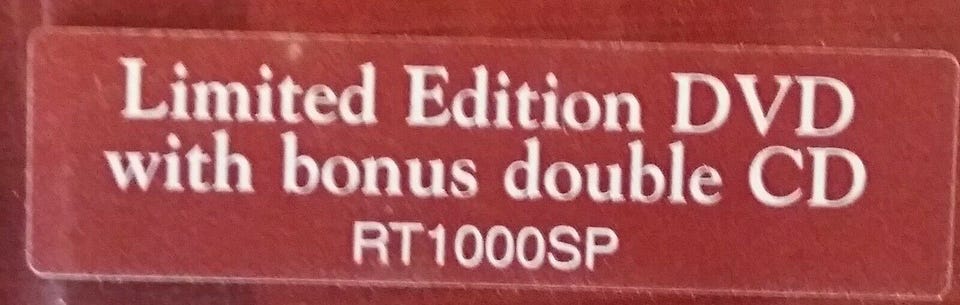 Limited Edition DVD
with bonus double CD
RT1000SP